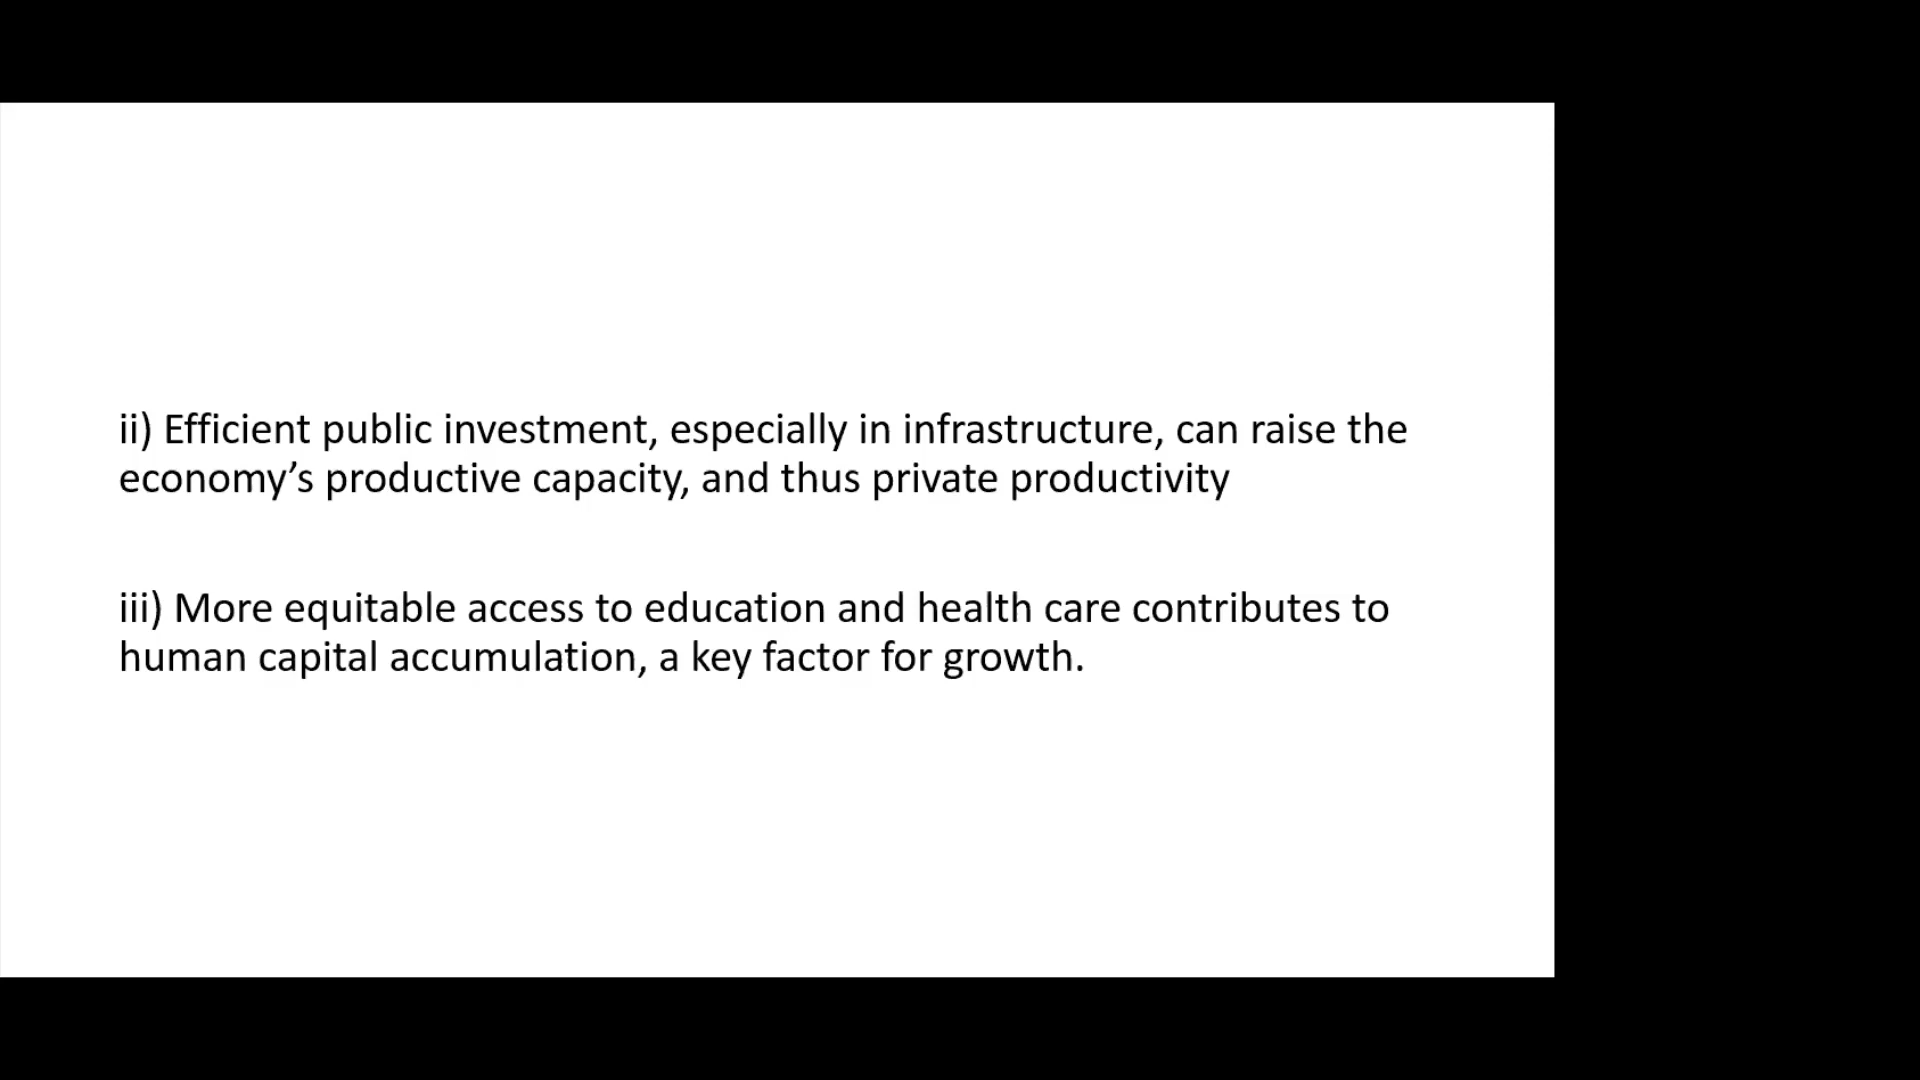 ii) Efficient public investment, especially in infrastructure, can raise the
economy’s productive capacity, and thus private productivity
iii) More equitable access to education and health care contributes to
human capital accumulation, a key factor for growth.